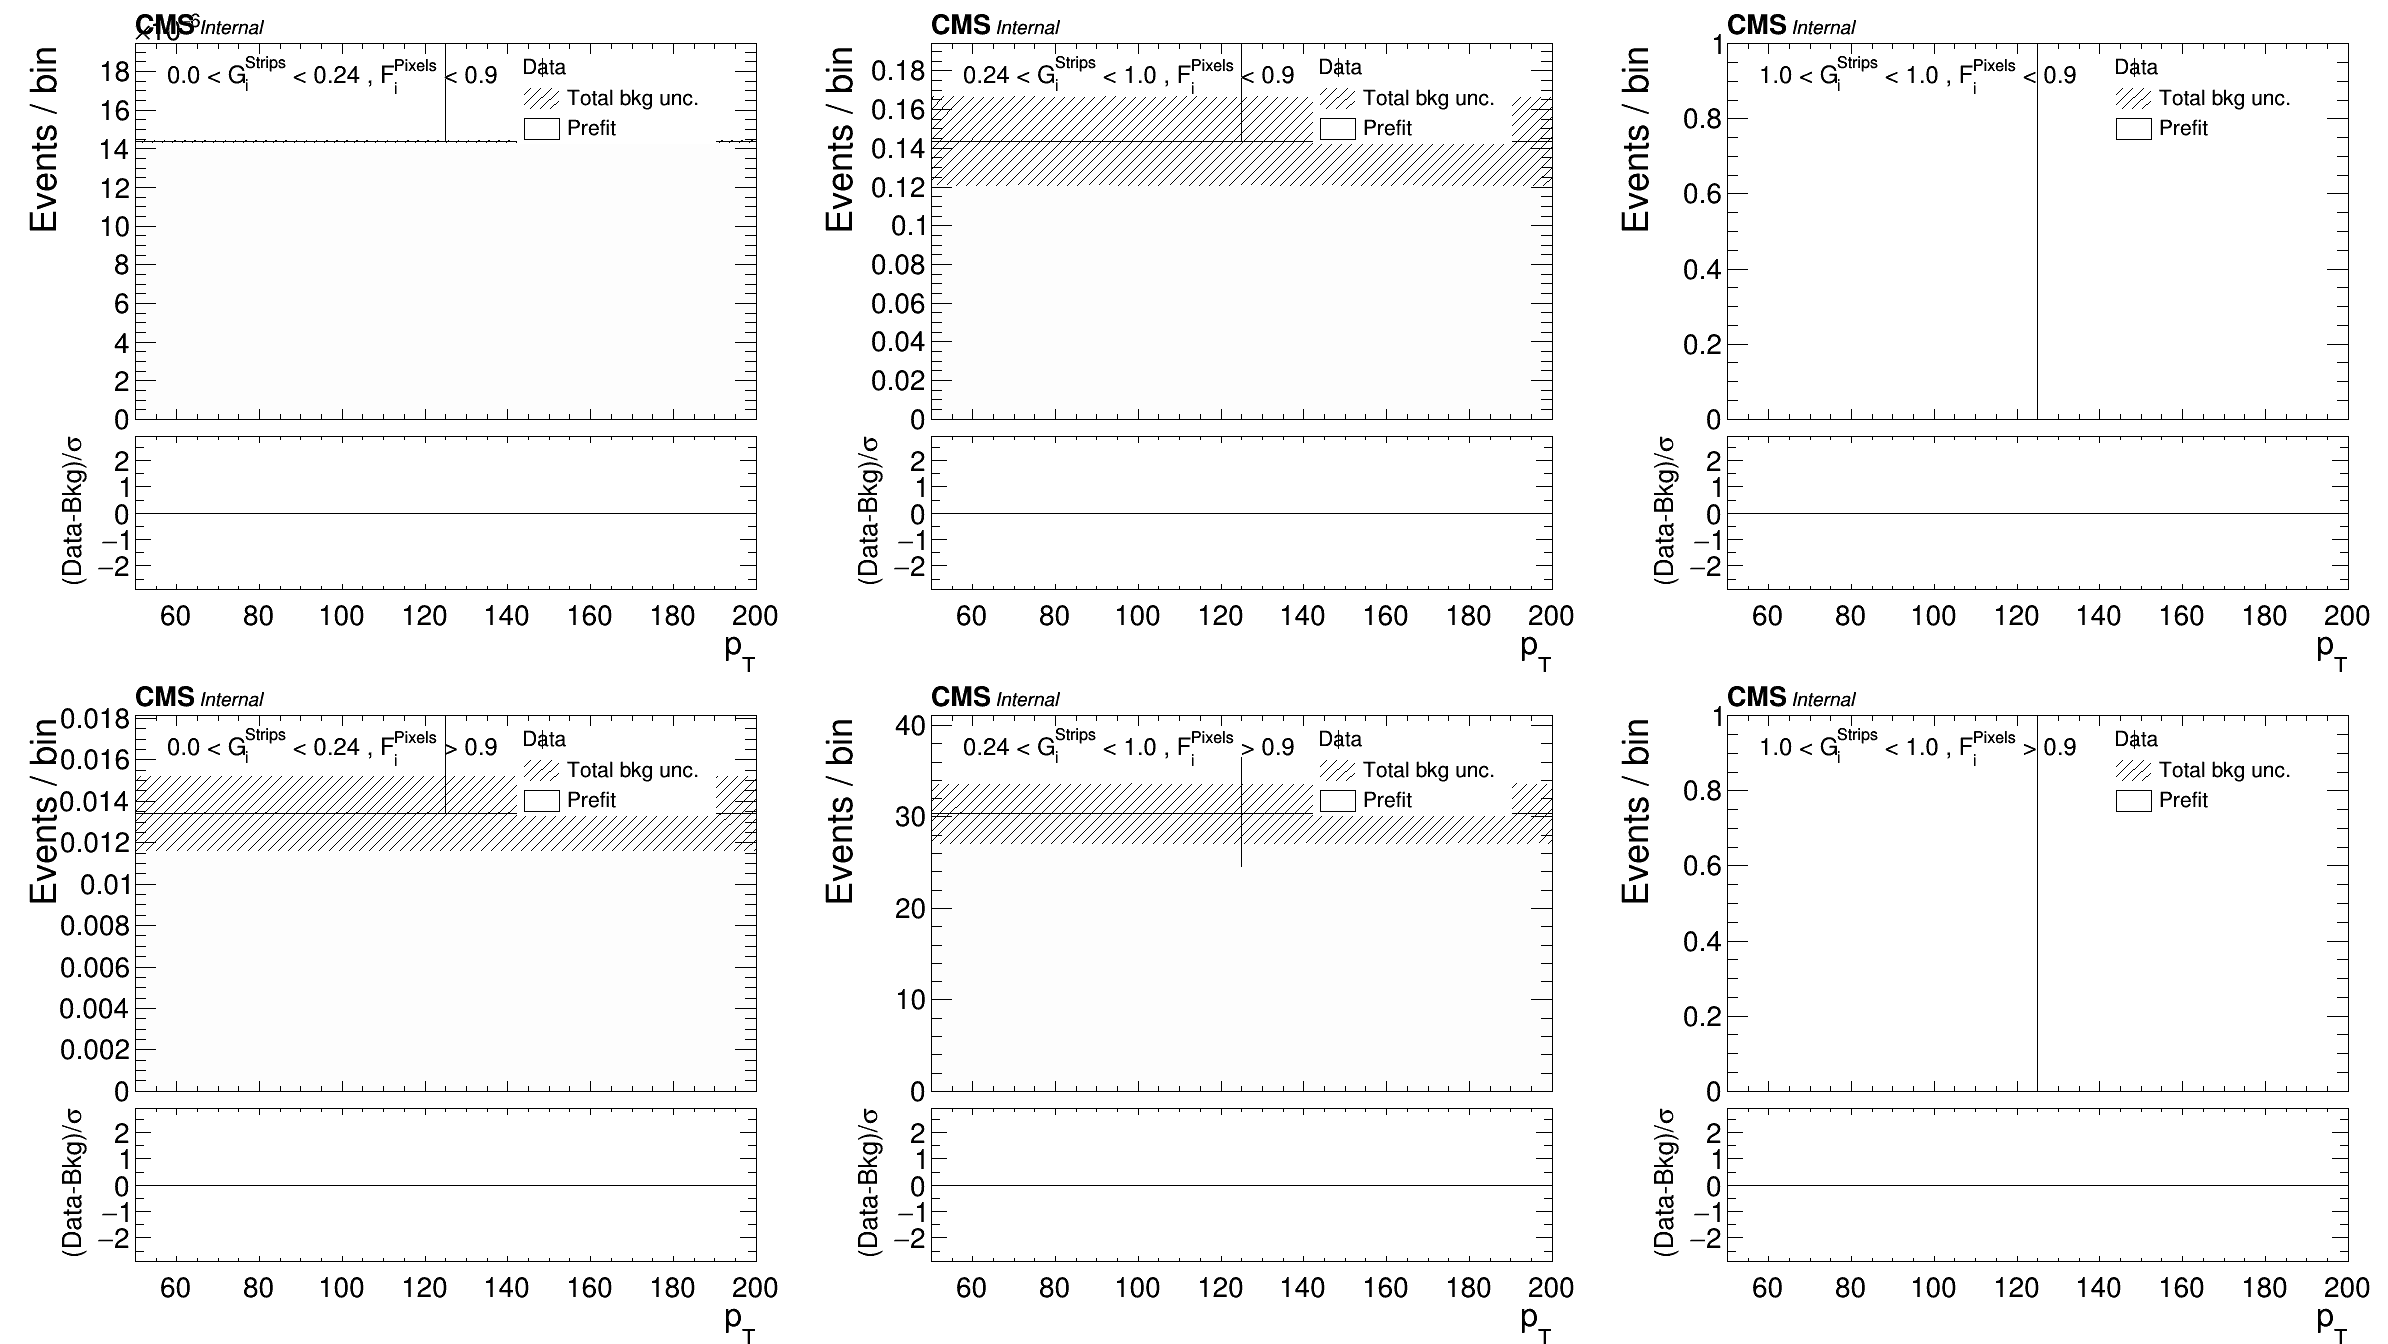 CMS Internal
×10⁻⁶
Events / bin
0.0 < G_i^Strips < 0.24 , F_i^Pixels < 0.9
Data
Total bkg unc.
Prefit
18
16
14
12
10
8
6
4
2
0
(Data-Bkg)/σ
2
1
0
−1
−2
60 80 100 120 140 160 180 200
p_T
CMS Internal
Events / bin
0.24 < G_i^Strips < 1.0 , F_i^Pixels < 0.9
Data
Total bkg unc.
Prefit
0.18
0.16
0.14
0.12
0.1
0.08
0.06
0.04
0.02
0
(Data-Bkg)/σ
2
1
0
−1
−2
60 80 100 120 140 160 180 200
p_T
CMS Internal
Events / bin
1.0 < G_i^Strips < 1.0 , F_i^Pixels < 0.9
Data
Total bkg unc.
Prefit
1
0.8
0.6
0.4
0.2
0
(Data-Bkg)/σ
2
1
0
−1
−2
60 80 100 120 140 160 180 200
p_T
CMS Internal
Events / bin
0.0 < G_i^Strips < 0.24 , F_i^Pixels > 0.9
Data
Total bkg unc.
Prefit
0.018
0.016
0.014
0.012
0.01
0.008
0.006
0.004
0.002
0
(Data-Bkg)/σ
2
1
0
−1
−2
60 80 100 120 140 160 180 200
p_T
CMS Internal
Events / bin
0.24 < G_i^Strips < 1.0 , F_i^Pixels > 0.9
Data
Total bkg unc.
Prefit
40
30
20
10
0
(Data-Bkg)/σ
2
1
0
−1
−2
60 80 100 120 140 160 180 200
p_T
CMS Internal
Events / bin
1.0 < G_i^Strips < 1.0 , F_i^Pixels > 0.9
Data
Total bkg unc.
Prefit
1
0.8
0.6
0.4
0.2
0
(Data-Bkg)/σ
2
1
0
−1
−2
60 80 100 120 140 160 180 200
p_T